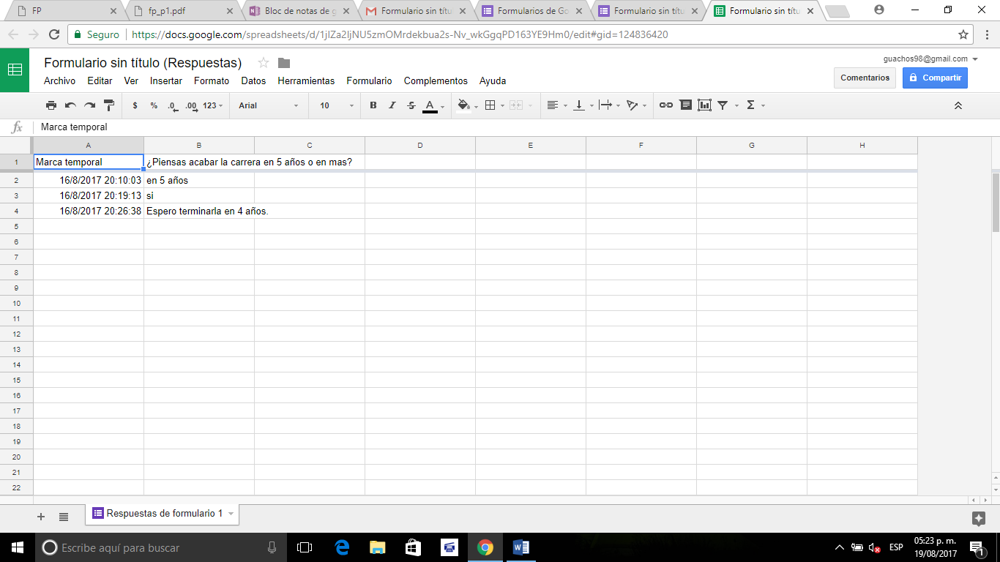 FP
fp_p1.pdf
Bloc de notas de g
Formulario sin títu
Formularios de Go
Formulario sin títu
Formulario sin títu
Seguro
https://docs.google.com/spreadsheets/d/1jIZa2IjNU5zmOMrdekbua2s-Nv_wkGgqPD163YE9Hm0/edit#gid=124836420
Formulario sin título (Respuestas)
guachos98@gmail.com
Archivo Editar Ver Insertar Formato Datos Herramientas Formulario Complementos Ayuda
Comentarios
Compartir
$ % .0 .00 123 Arial 10 B I S A Σ
fx Marca temporal
A B C D E F G H
1 Marca temporal ¿Piensas acabar la carrera en 5 años o en mas?
2 16/8/2017 20:10:03 en 5 años
3 16/8/2017 20:19:13 si
4 16/8/2017 20:26:38 Espero terminarla en 4 años.
5
6
7
8
9
10
11
12
13
14
15
16
17
18
19
20
21
22
Respuestas de formulario 1
Escribe aquí para buscar
ESP
05:23 p. m.
19/08/2017
1